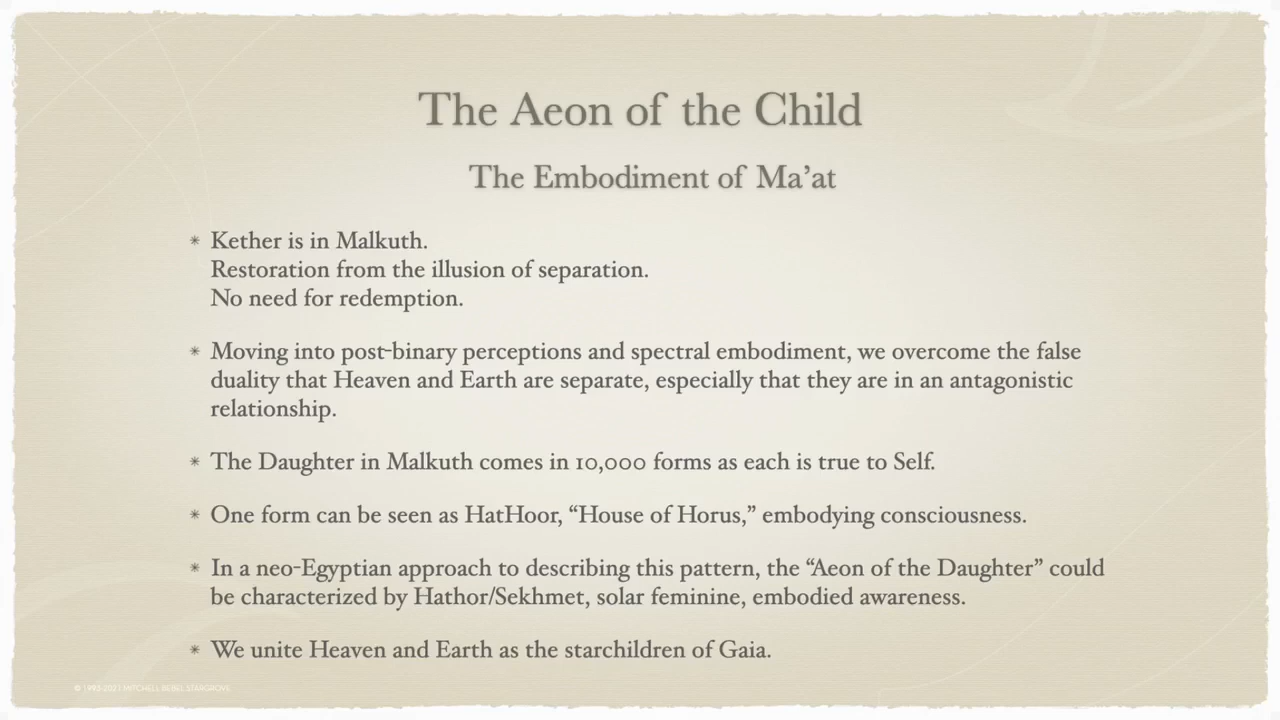 The Aeon of the Child
The Embodiment of Ma’at
* Kether is in Malkuth.
Restoration from the illusion of separation.
No need for redemption.
* Moving into post-binary perceptions and spectral embodiment, we overcome the false
duality that Heaven and Earth are separate, especially that they are in an antagonistic
relationship.
* The Daughter in Malkuth comes in 10,000 forms as each is true to Self.
* One form can be seen as HatHoor, “House of Horus,” embodying consciousness.
* In a neo-Egyptian approach to describing this pattern, the “Aeon of the Daughter” could
be characterized by Hathor/Sekhmet, solar feminine, embodied awareness.
* We unite Heaven and Earth as the starchildren of Gaia.
© 1993-2021 MITCHELL BEBEL STARGROVE